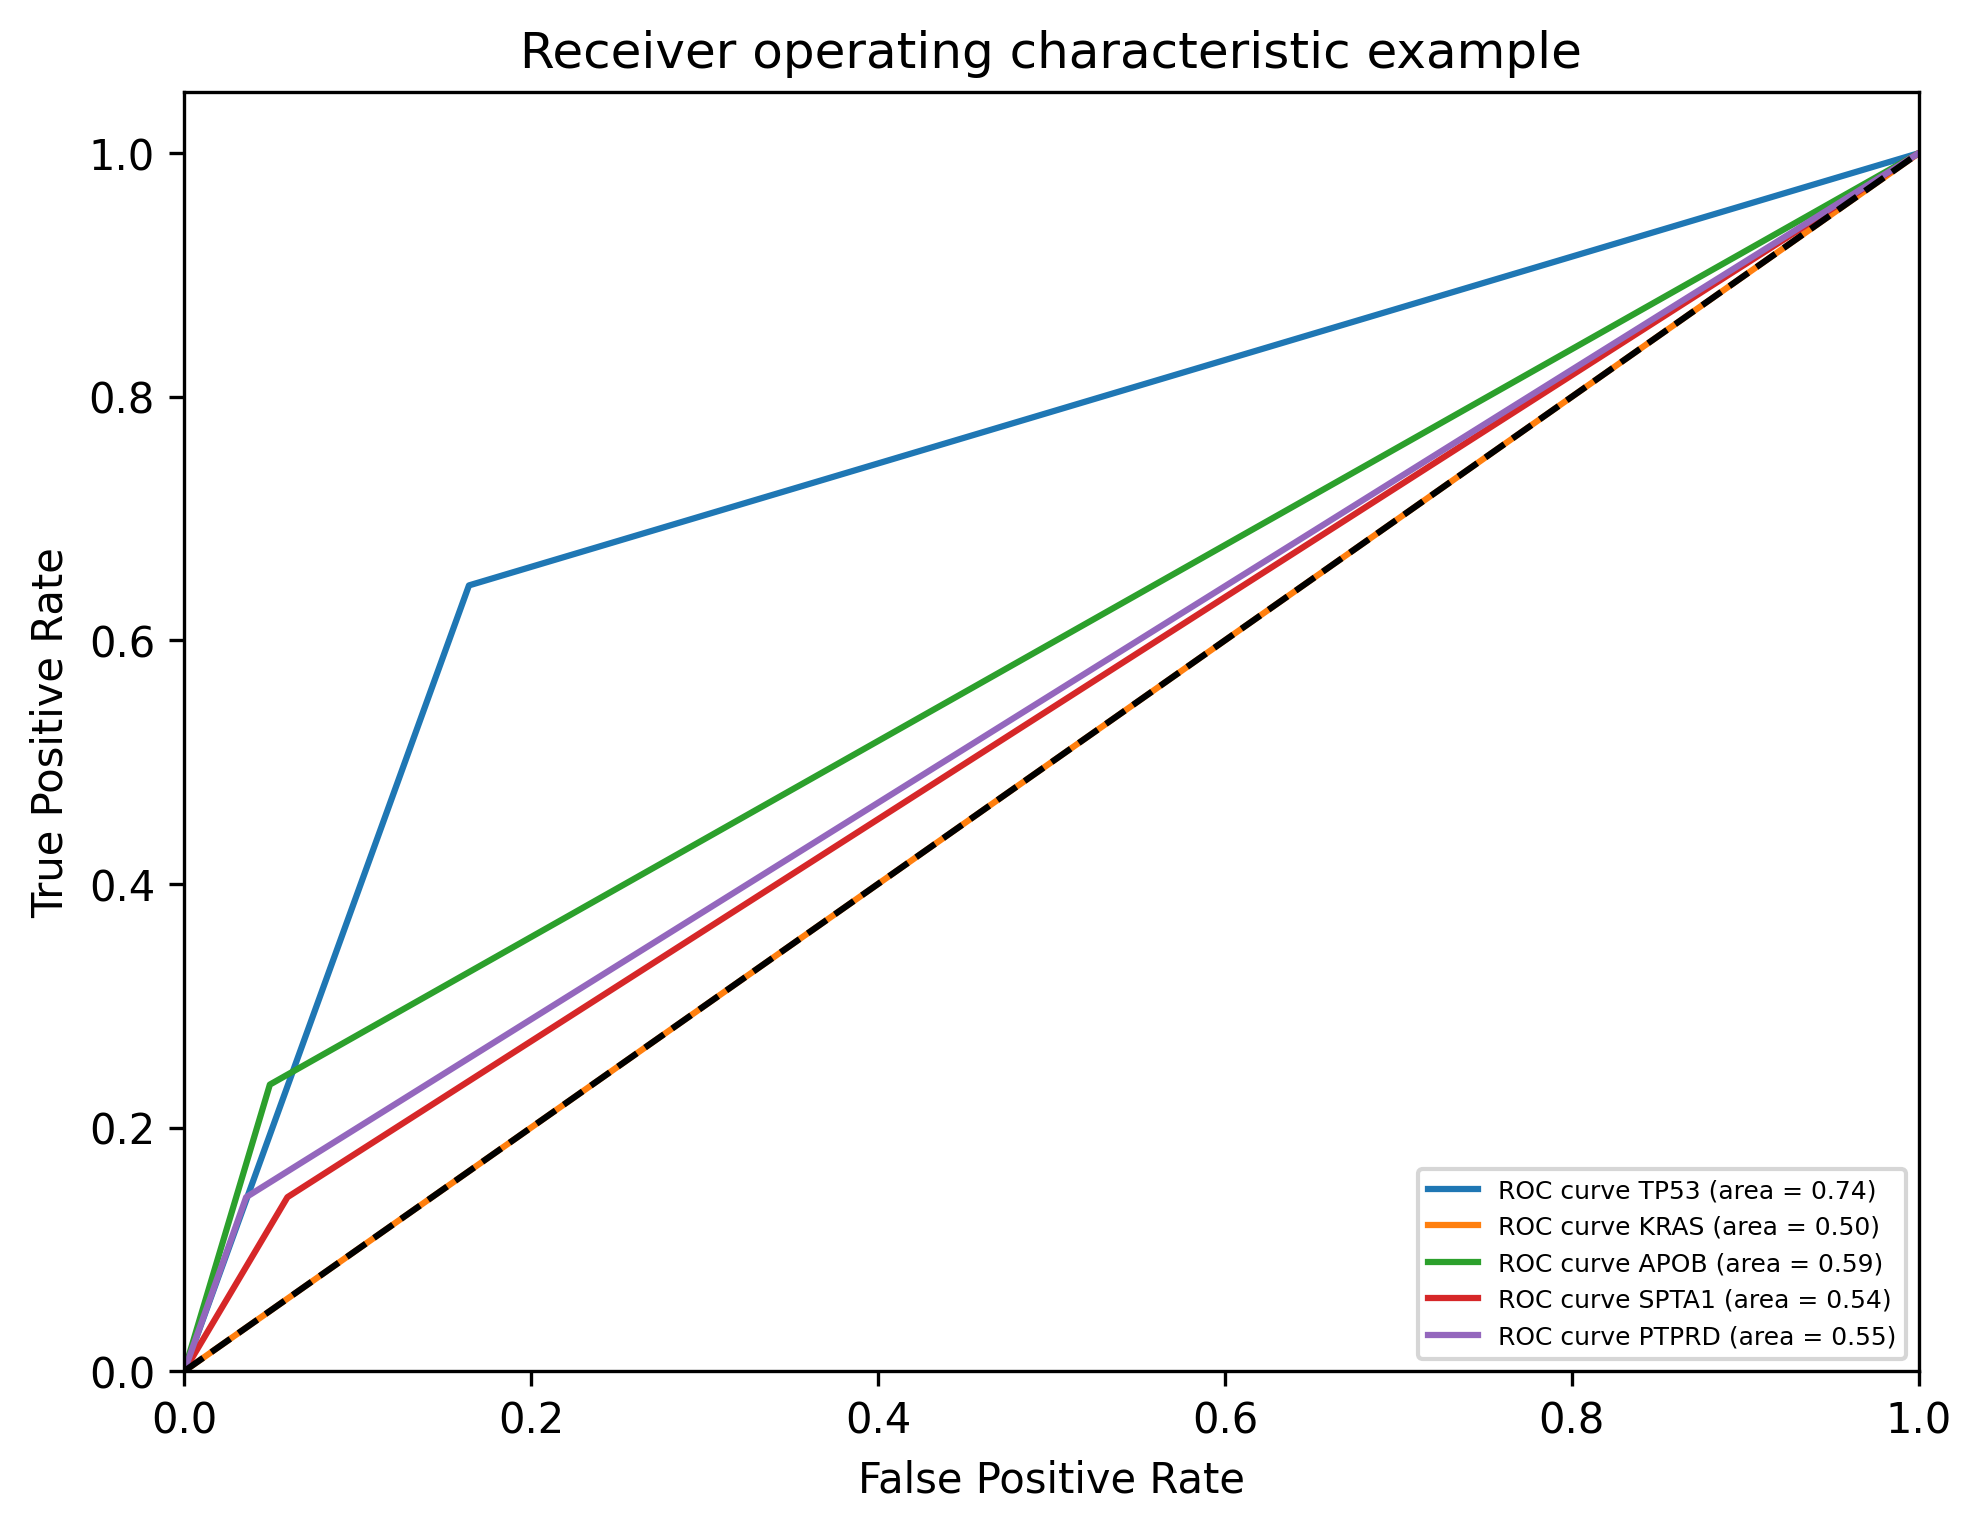 Receiver operating characteristic example
1.0
0.8
0.6
0.4
0.2
0.0
True Positive Rate
0.0 0.2 0.4 0.6 0.8 1.0
False Positive Rate
ROC curve TP53 (area = 0.74)
ROC curve KRAS (area = 0.50)
ROC curve APOB (area = 0.59)
ROC curve SPTA1 (area = 0.54)
ROC curve PTPRD (area = 0.55)